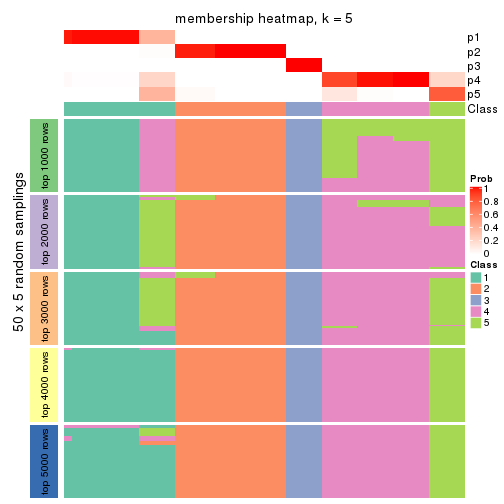 membership heatmap, k = 5
p1
p2
p3
p4
p5
Class
50 x 5 random samplings
top 1000 rows
top 2000 rows
top 3000 rows
top 4000 rows
top 5000 rows
Prob
1
0.8
0.6
0.4
0.2
0
Class
1
2
3
4
5